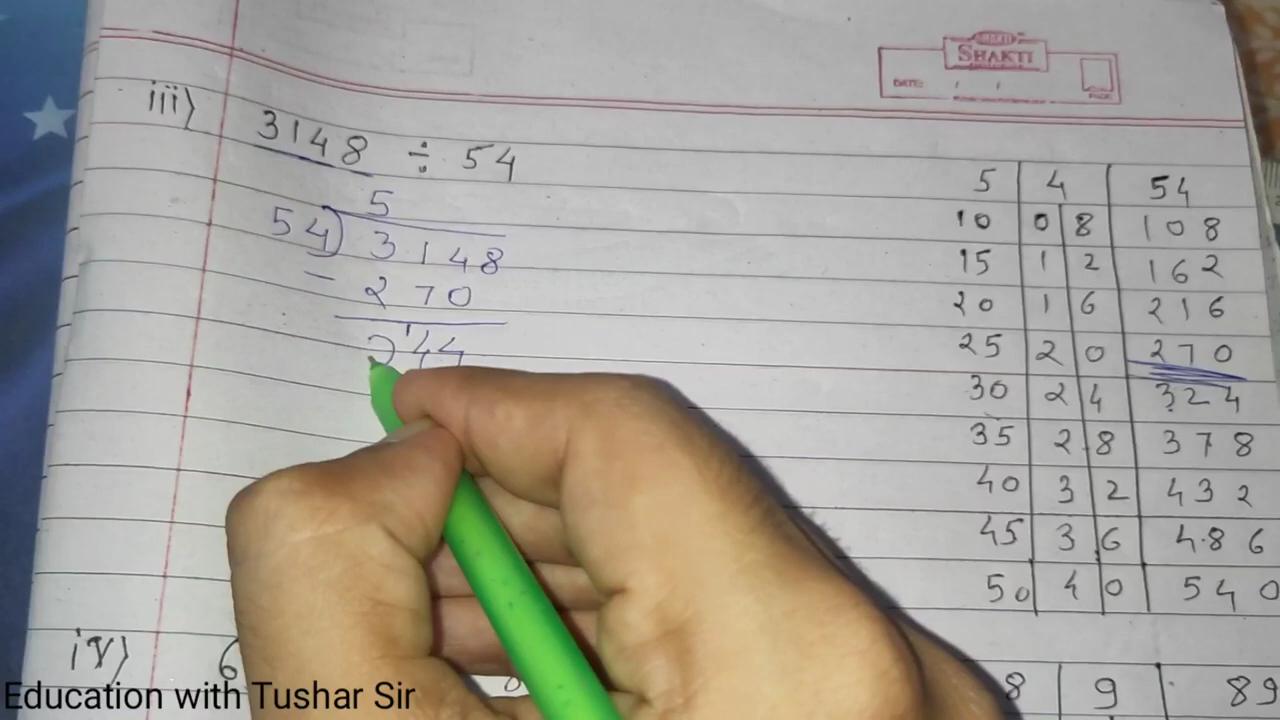 SHAKTI
DATE: / /
PAGE:
iii) 3148 ÷ 54
5
54) 3148
- 270
044
5 4 54
10 0 8 108
15 1 2 162
20 1 6 216
25 2 0 270
30 2 4 324
35 2 8 378
40 3 2 432
45 3 6 486
50 4 0 540
iv) 6
8 9 89
Education with Tushar Sir